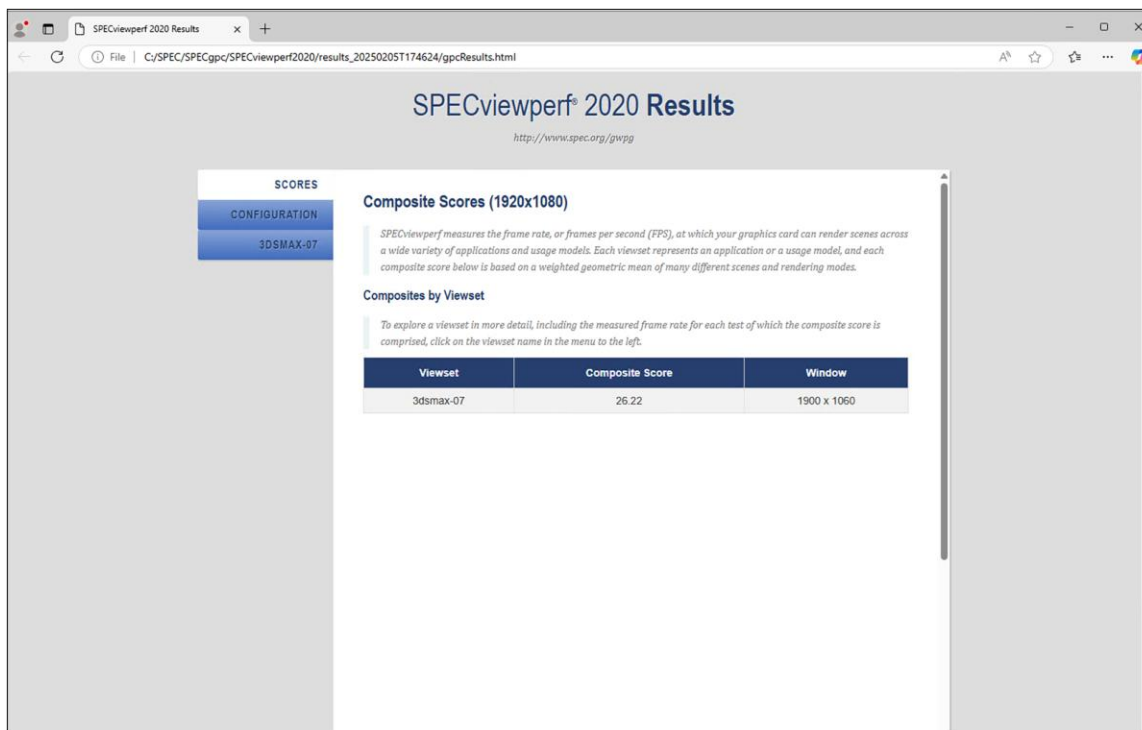 SPECviewperf 2020 Results
File
C:/SPEC/SPECgpc/SPECviewperf2020/results_20250205T174624/gpcResults.html
SPECviewperf® 2020 Results
http://www.spec.org/gwpg
SCORES
CONFIGURATION
3DSMAX-07
Composite Scores (1920x1080)
SPECviewperf measures the frame rate, or frames per second (FPS), at which your graphics card can render scenes across
a wide variety of applications and usage models. Each viewset represents an application or a usage model, and each
composite score below is based on a weighted geometric mean of many different scenes and rendering modes.
Composites by Viewset
To explore a viewset in more detail, including the measured frame rate for each test of which the composite score is
comprised, click on the viewset name in the menu to the left.
Viewset Composite Score Window
3dsmax-07 26.22 1900 x 1060